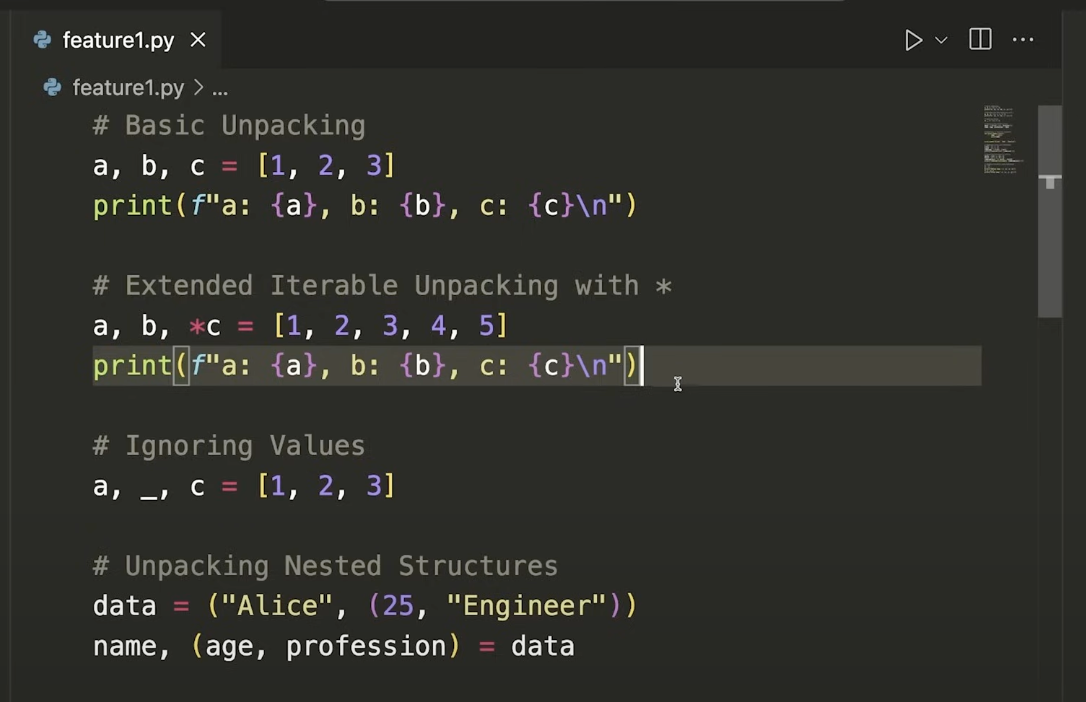 feature1.py
feature1.py > ...
# Basic Unpacking
a, b, c = [1, 2, 3]
print(f"a: {a}, b: {b}, c: {c}\n")
# Extended Iterable Unpacking with *
a, b, *c = [1, 2, 3, 4, 5]
print(f"a: {a}, b: {b}, c: {c}\n")
# Ignoring Values
a, _, c = [1, 2, 3]
# Unpacking Nested Structures
data = ("Alice", (25, "Engineer"))
name, (age, profession) = data